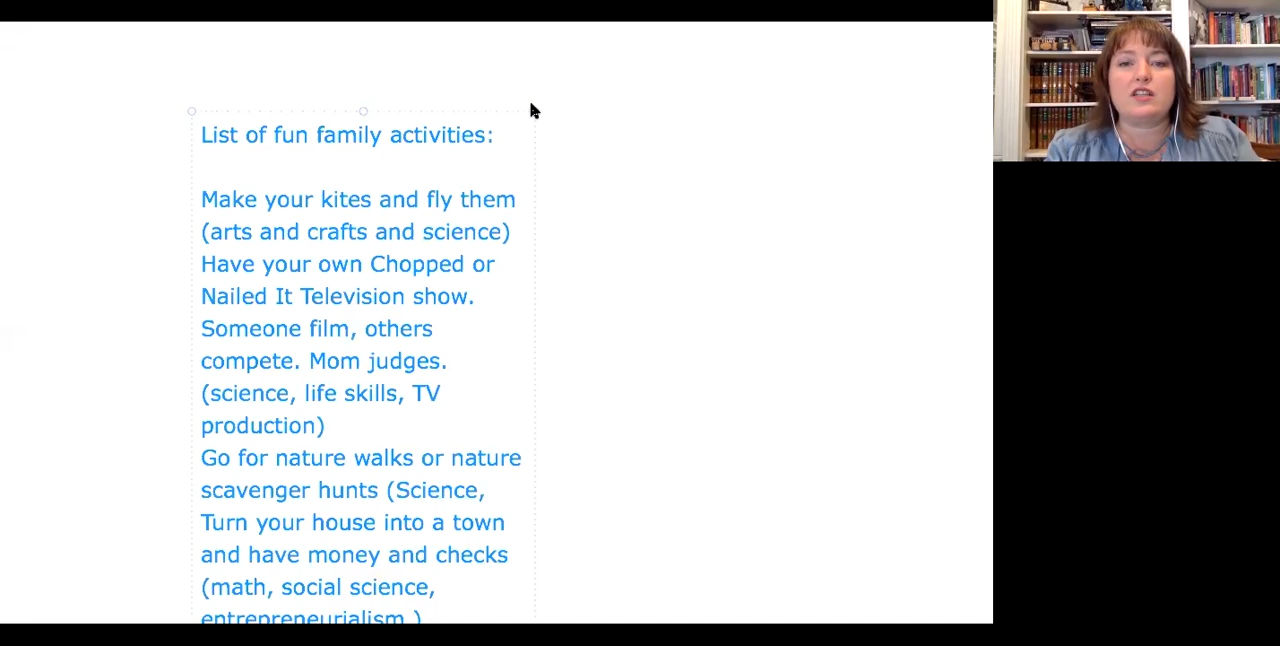 List of fun family activities:
Make your kites and fly them
(arts and crafts and science)
Have your own Chopped or
Nailed It Television show.
Someone film, others
compete. Mom judges.
(science, life skills, TV
production)
Go for nature walks or nature
scavenger hunts (Science,
Turn your house into a town
and have money and checks
(math, social science,
entrepreneurialism )